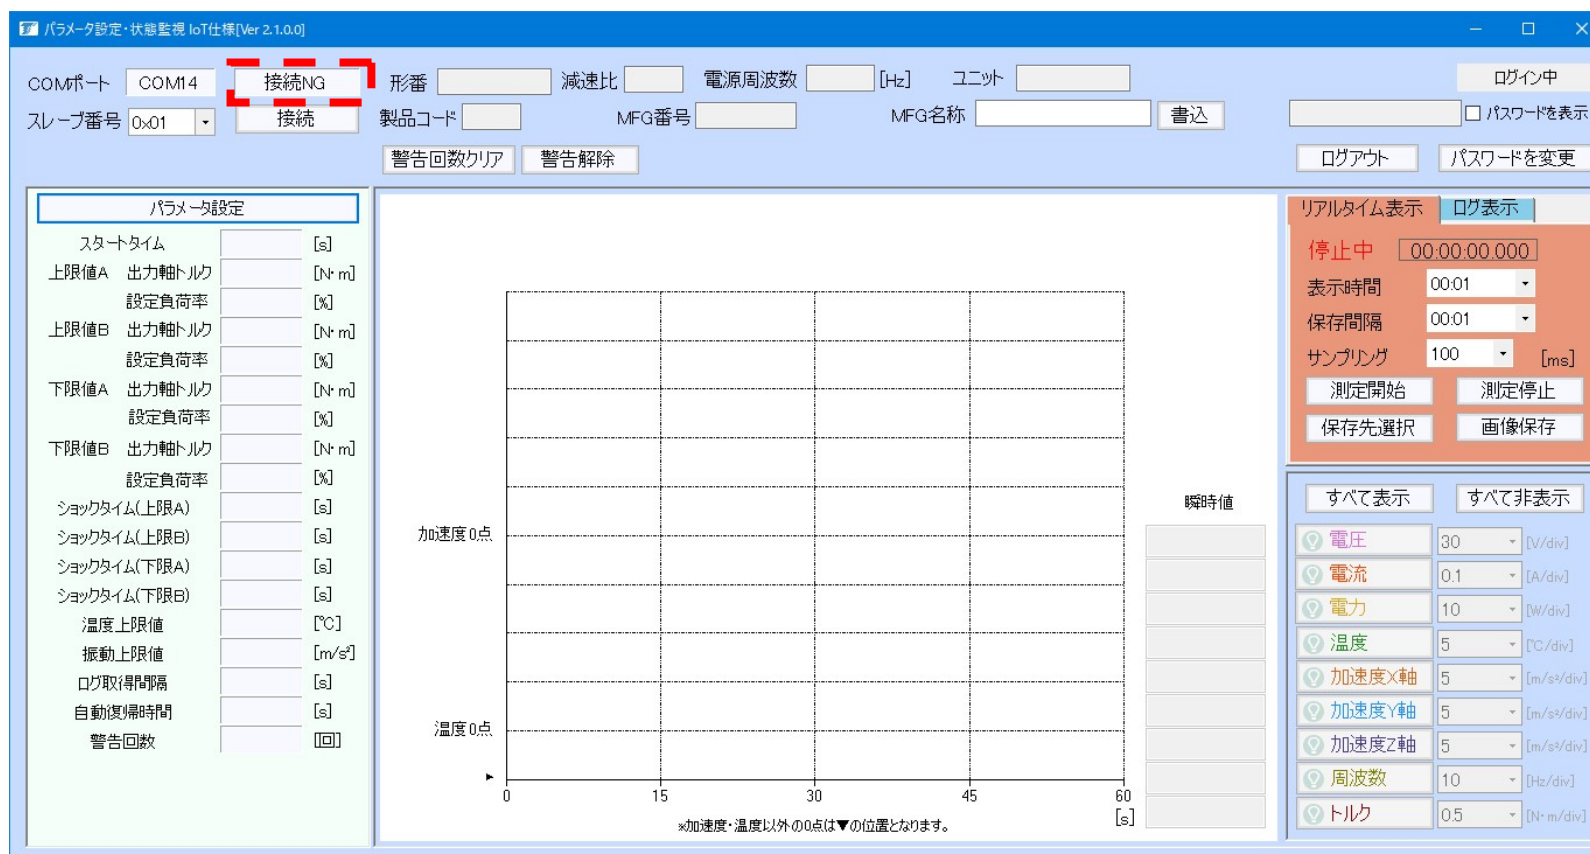 パラメータ設定・状態監視 IoT仕様[Ver 2.1.0.0]
COMポート COM14 接続NG 形番 減速比 電源周波数 [Hz] ユニット ログイン中
スレーブ番号 0x01 接続 製品コード MFG番号 MFG名称 書込 パスワードを表示
警告回数クリア 警告解除 ログアウト パスワードを変更
パラメータ設定
スタートタイム [s]
上限値A 出力軸トルク [N・m]
設定負荷率 [%]
上限値B 出力軸トルク [N・m]
設定負荷率 [%]
下限値A 出力軸トルク [N・m]
設定負荷率 [%]
下限値B 出力軸トルク [N・m]
設定負荷率 [%]
ショックタイム(上限A) [s]
ショックタイム(上限B) [s]
ショックタイム(下限A) [s]
ショックタイム(下限B) [s]
温度上限値 [℃]
振動上限値 [m/s²]
ログ取得間隔 [s]
自動復帰時間 [s]
警告回数 [回]
加速度0点
温度0点
0 15 30 45 60
[s]
※加速度・温度以外の0点は▼の位置となります。
瞬時値
リアルタイム表示 ログ表示
停止中 00:00:00.000
表示時間 00:01
保存間隔 00:01
サンプリング 100 [ms]
測定開始 測定停止
保存先選択 画像保存
すべて表示 すべて非表示
電圧 30 [V/div]
電流 0.1 [A/div]
電力 10 [W/div]
温度 5 [℃/div]
加速度X軸 5 [m/s²/div]
加速度Y軸 5 [m/s²/div]
加速度Z軸 5 [m/s²/div]
周波数 10 [Hz/div]
トルク 0.5 [N・m/div]